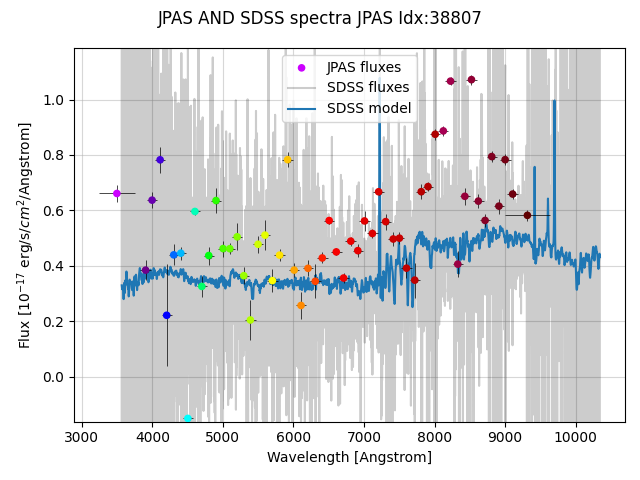 JPAS AND SDSS spectra JPAS Idx:38807
JPAS fluxes
SDSS fluxes
SDSS model
1.0
0.8
0.6
0.4
0.2
0.0
Flux [10⁻¹⁷ erg/s/cm²/Angstrom]
3000 4000 5000 6000 7000 8000 9000 10000
Wavelength [Angstrom]